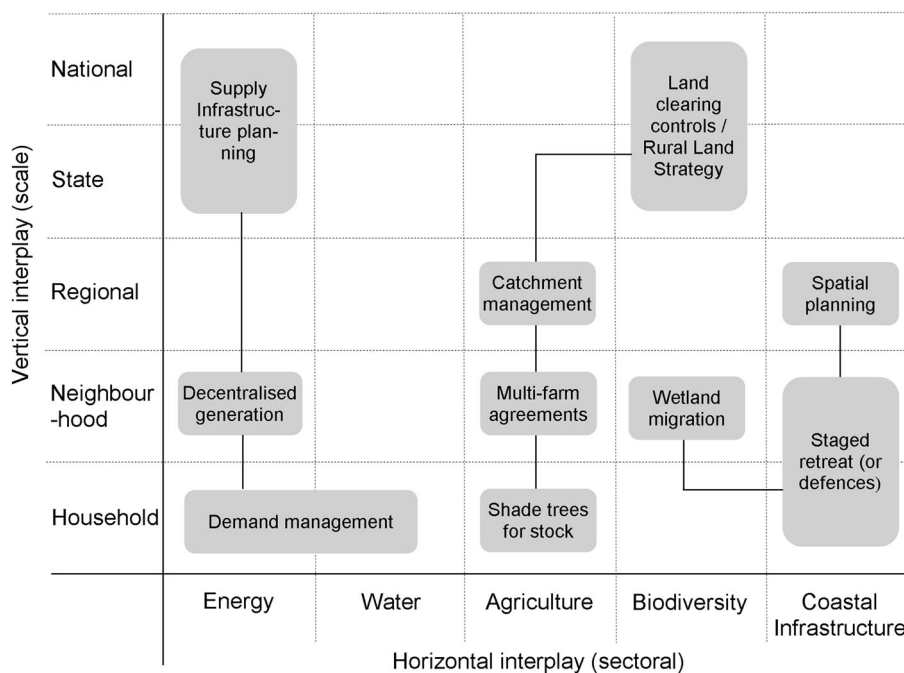 Vertical interplay (scale)
National
Supply
Infrastruc-
ture plan-
ning
Land
clearing
controls /
Rural Land
Strategy
State
Regional
Catchment
management
Spatial
planning
Neighbour
-hood
Decentralised
generation
Multi-farm
agreements
Wetland
migration
Staged
retreat (or
defences)
Household
Demand management
Shade trees
for stock
Energy
Water
Agriculture
Biodiversity
Coastal
Infrastructure
Horizontal interplay (sectoral)